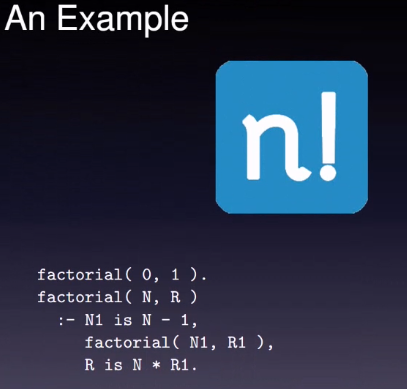 An Example
n!
factorial( 0, 1 ).
factorial( N, R )
:- N1 is N - 1,
factorial( N1, R1 ),
R is N * R1.